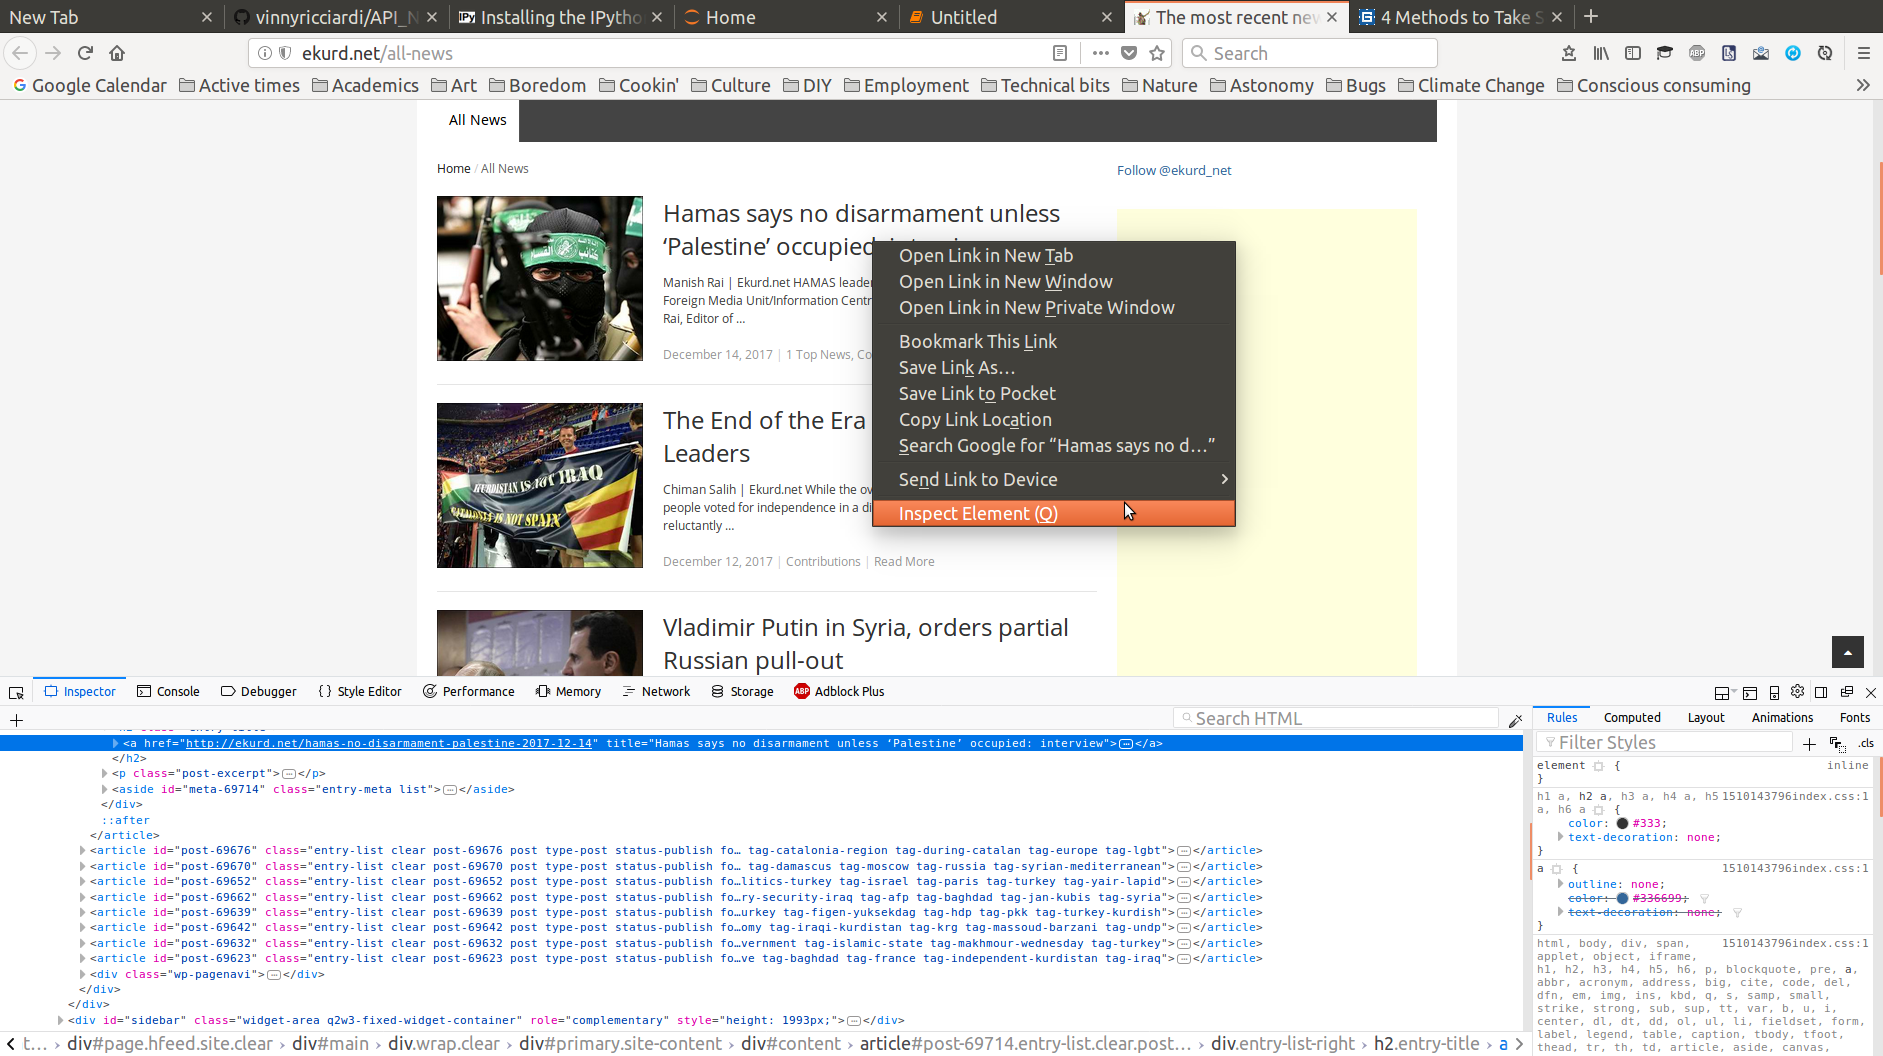 New Tab
vinnyricciardi/API_N
IPy Installing the IPytho
Home
Untitled
The most recent new
4 Methods to Take S
ekurd.net/all-news
Search
Google Calendar Active times Academics Art Boredom Cookin' Culture DIY Employment Technical bits Nature Astonomy Bugs Climate Change Conscious consuming
All News
Home / All News
Follow @ekurd_net
Hamas says no disarmament unless
‘Palestine’ occupied:
Manish Rai | Ekurd.net HAMAS leader
Foreign Media Unit/Information Centr
Rai, Editor of ...
December 14, 2017 | 1 Top News, Co
The End of the Era
Leaders
Chiman Salih | Ekurd.net While the ov
people voted for independence in a di
reluctantly ...
December 12, 2017 | Contributions | Read More
KURDISTAN IS NOT IRAQ
CATALONIA IS NOT SPAIN
Vladimir Putin in Syria, orders partial
Russian pull-out
Open Link in New Tab
Open Link in New Window
Open Link in New Private Window
Bookmark This Link
Save Link As…
Save Link to Pocket
Copy Link Location
Search Google for “Hamas says no d…”
Send Link to Device
Inspect Element (Q)
Inspector Console Debugger Style Editor Performance Memory Network Storage ABP Adblock Plus
Search HTML
<a href="http://ekurd.net/hamas-no-disarmament-palestine-2017-12-14" title="Hamas says no disarmament unless ‘Palestine’ occupied: interview">…</a>
</h2>
<p class="post-excerpt">…</p>
<aside id="meta-69714" class="entry-meta list">…</aside>
</div>
::after
</article>
<article id="post-69676" class="entry-list clear post-69676 post type-post status-publish fo… tag-catalonia-region tag-during-catalan tag-europe tag-lgbt">…</article>
<article id="post-69670" class="entry-list clear post-69670 post type-post status-publish fo… tag-damascus tag-moscow tag-russia tag-syrian-mediterranean">…</article>
<article id="post-69652" class="entry-list clear post-69652 post type-post status-publish fo…litics-turkey tag-israel tag-paris tag-turkey tag-yair-lapid">…</article>
<article id="post-69662" class="entry-list clear post-69662 post type-post status-publish fo…ry-security-iraq tag-afp tag-baghdad tag-jan-kubis tag-syria">…</article>
<article id="post-69639" class="entry-list clear post-69639 post type-post status-publish fo…urkey tag-figen-yuksekdag tag-hdp tag-pkk tag-turkey-kurdish">…</article>
<article id="post-69642" class="entry-list clear post-69642 post type-post status-publish fo…omy tag-iraqi-kurdistan tag-krg tag-massoud-barzani tag-undp">…</article>
<article id="post-69632" class="entry-list clear post-69632 post type-post status-publish fo…vernment tag-islamic-state tag-makhmour-wednesday tag-turkey">…</article>
<article id="post-69623" class="entry-list clear post-69623 post type-post status-publish fo…ve tag-baghdad tag-france tag-independent-kurdistan tag-iraq">…</article>
<div class="wp-pagenavi">…</div>
</div>
</div>
<div id="sidebar" class="widget-area q2w3-fixed-widget-container" role="complementary" style="height: 1993px;">…</div>
t… › div#page.hfeed.site.clear › div#main › div.wrap.clear › div#primary.site-content › div#content › article#post-69714.entry-list.clear.post… › div.entry-list-right › h2.entry-title › a
Rules Computed Layout Animations Fonts
Filter Styles
.cls
element { inline
}
h1 a, h2 a, h3 a, h4 a, h5 1510143796index.css:1
a, h6 a {
color: #333;
text-decoration: none;
}
a { 1510143796index.css:1
outline: none;
color: #336699;
text-decoration: none;
}
html, body, div, span, 1510143796index.css:1
applet, object, iframe,
h1, h2, h3, h4, h5, h6, p, blockquote, pre, a,
abbr, acronym, address, big, cite, code, del,
dfn, em, img, ins, kbd, q, s, samp, small,
strike, strong, sub, sup, tt, var, b, u, i,
center, dl, dt, dd, ol, ul, li, fieldset, form,
label, legend, table, caption, tbody, tfoot,
thead, tr, th, td, article, aside, canvas,